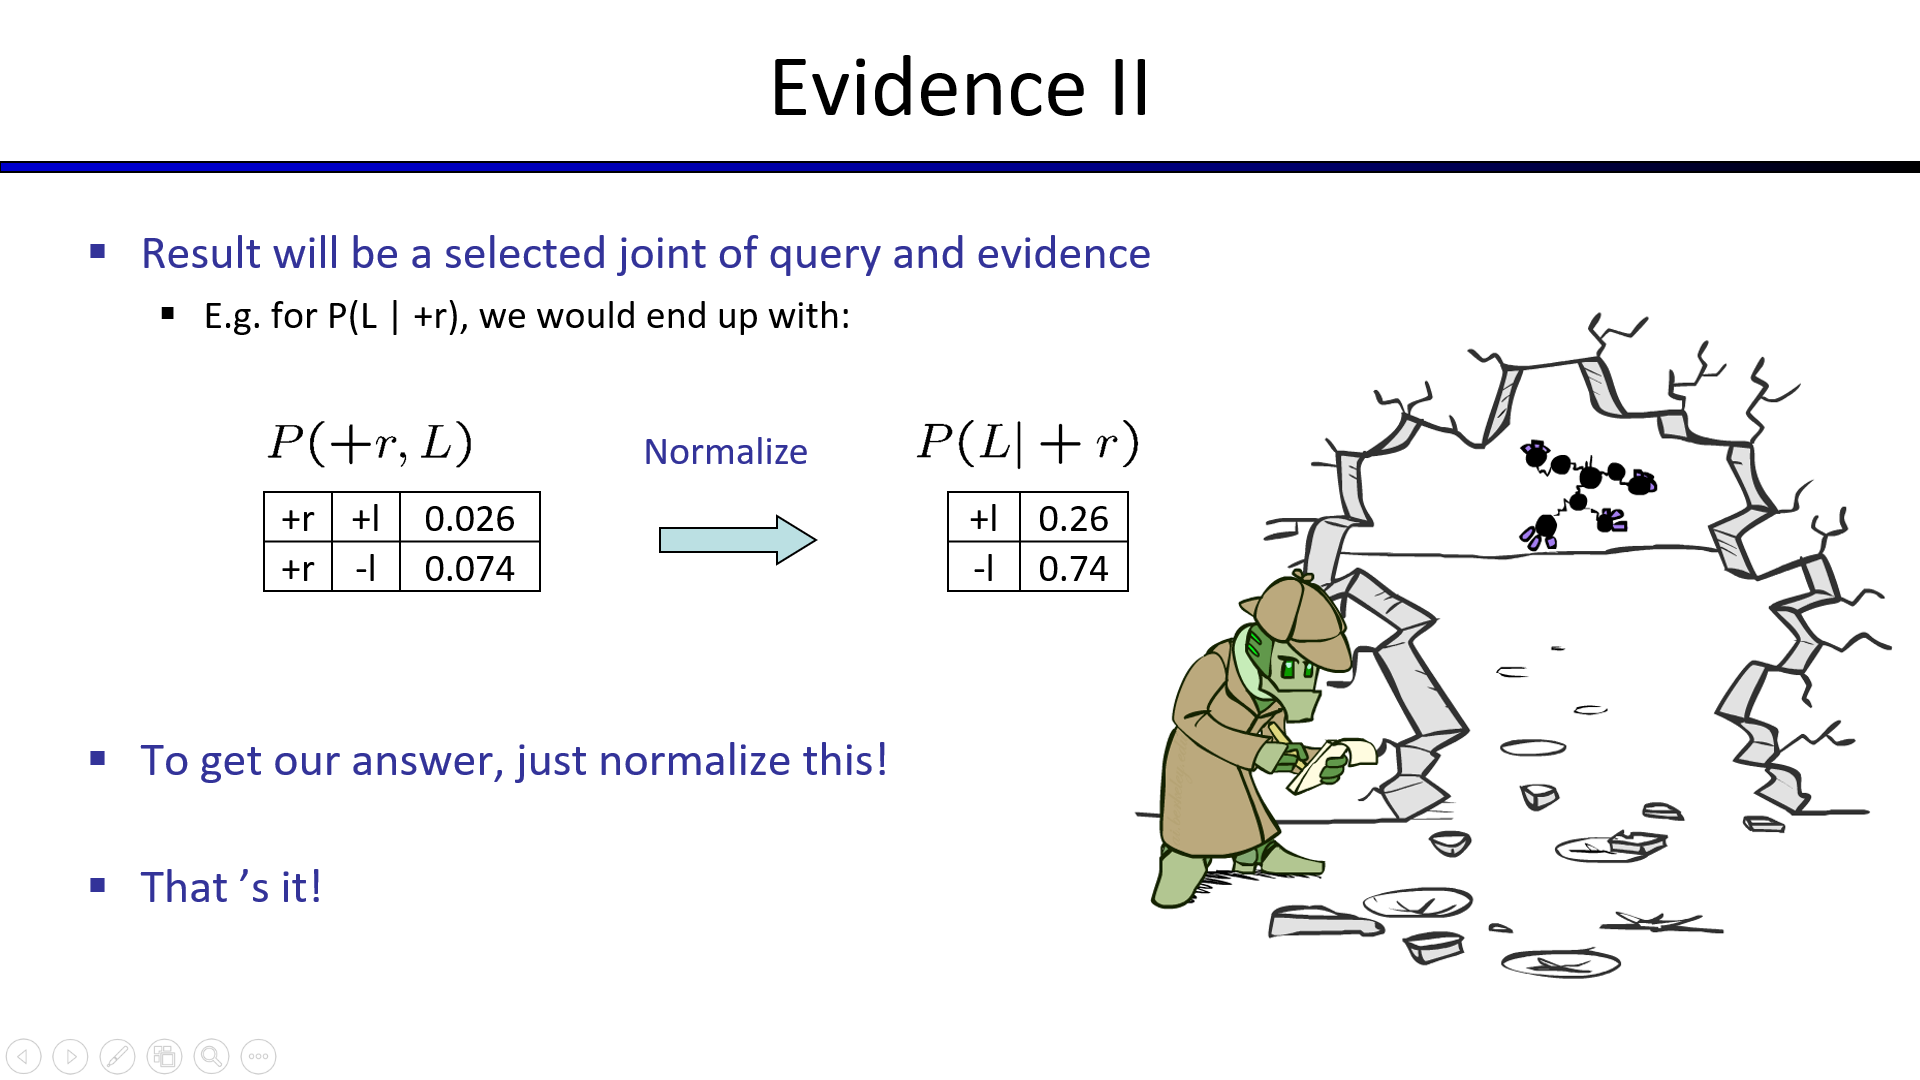 Evidence II
Result will be a selected joint of query and evidence
E.g. for P(L | +r), we would end up with:
P(+r, L)
Normalize
P(L| + r)
+r +l 0.026
+r -l 0.074
+l 0.26
-l 0.74
To get our answer, just normalize this!
That ’s it!